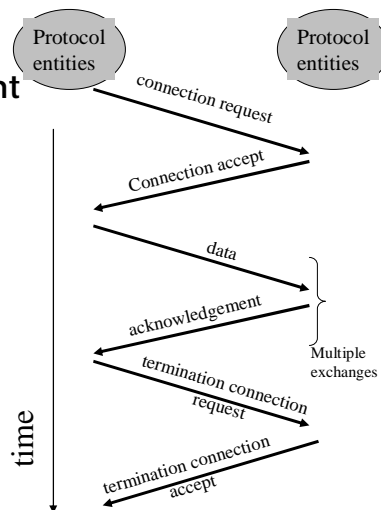 Protocol
entities
Protocol
entities
nt
connection request
Connection accept
data
acknowledgement
Multiple
exchanges
termination connection
request
time
termination connection
accept